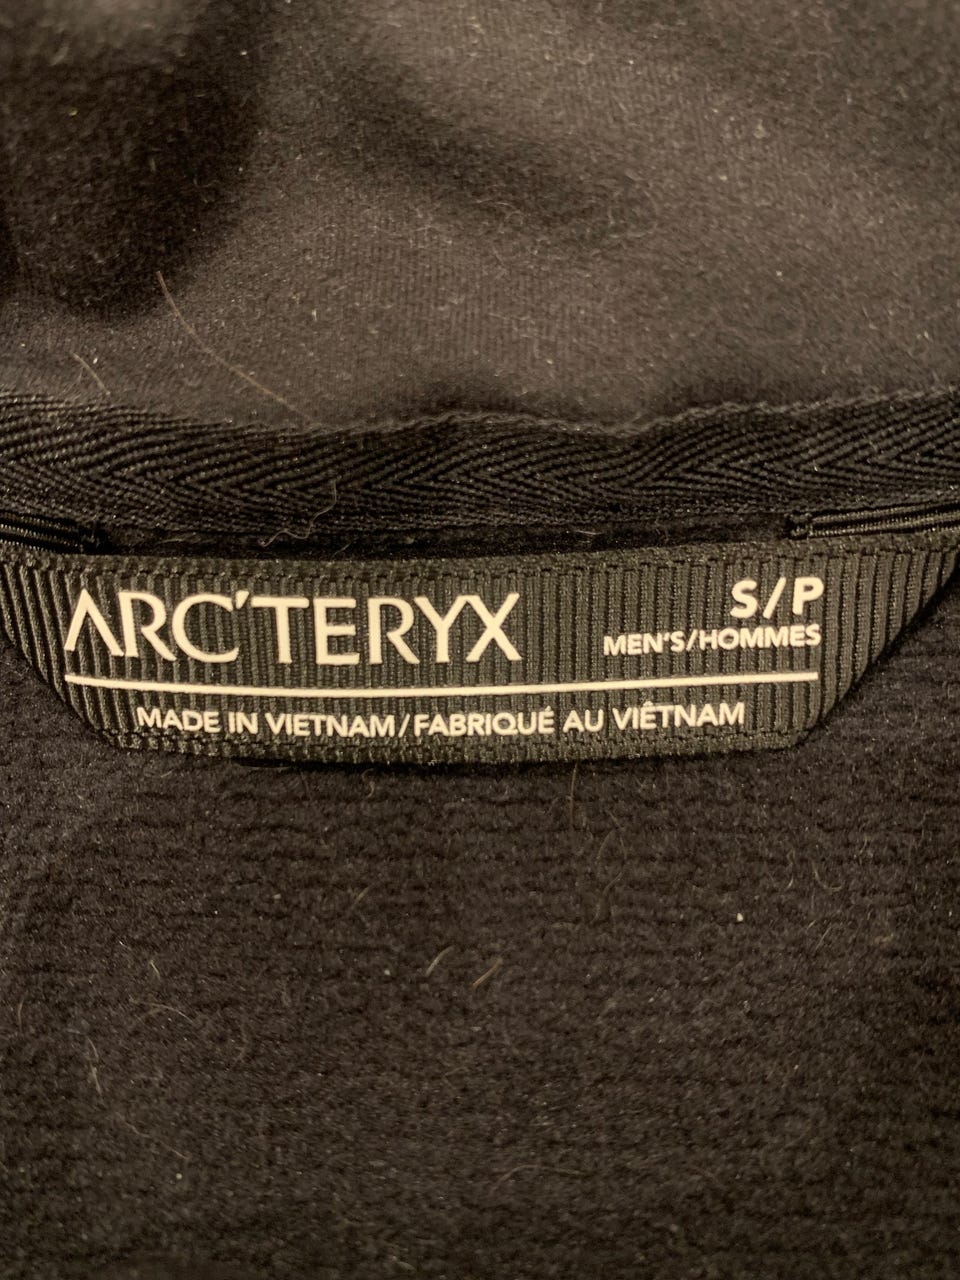 ARC'TERYX
S/P
MEN'S/HOMMES
MADE IN VIETNAM/FABRIQUÉ AU VIÊTNAM